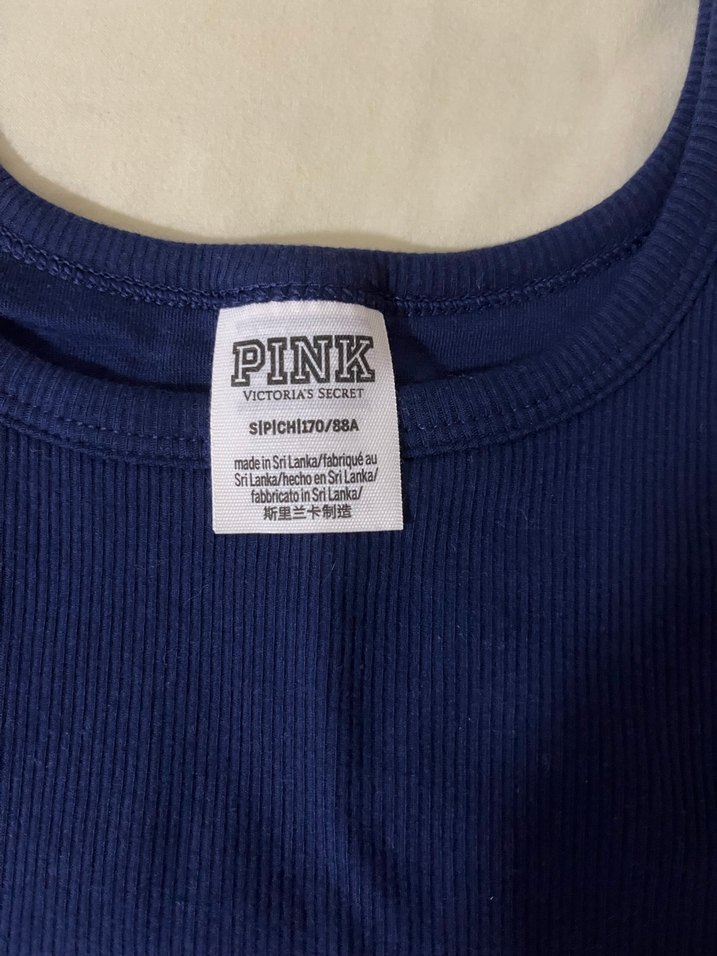 PINK
VICTORIA'S SECRET
S|P|CH|170/88A
made in Sri Lanka/fabriqué au
Sri Lanka/hecho en Sri Lanka/
fabbricato in Sri Lanka/
斯里兰卡制造